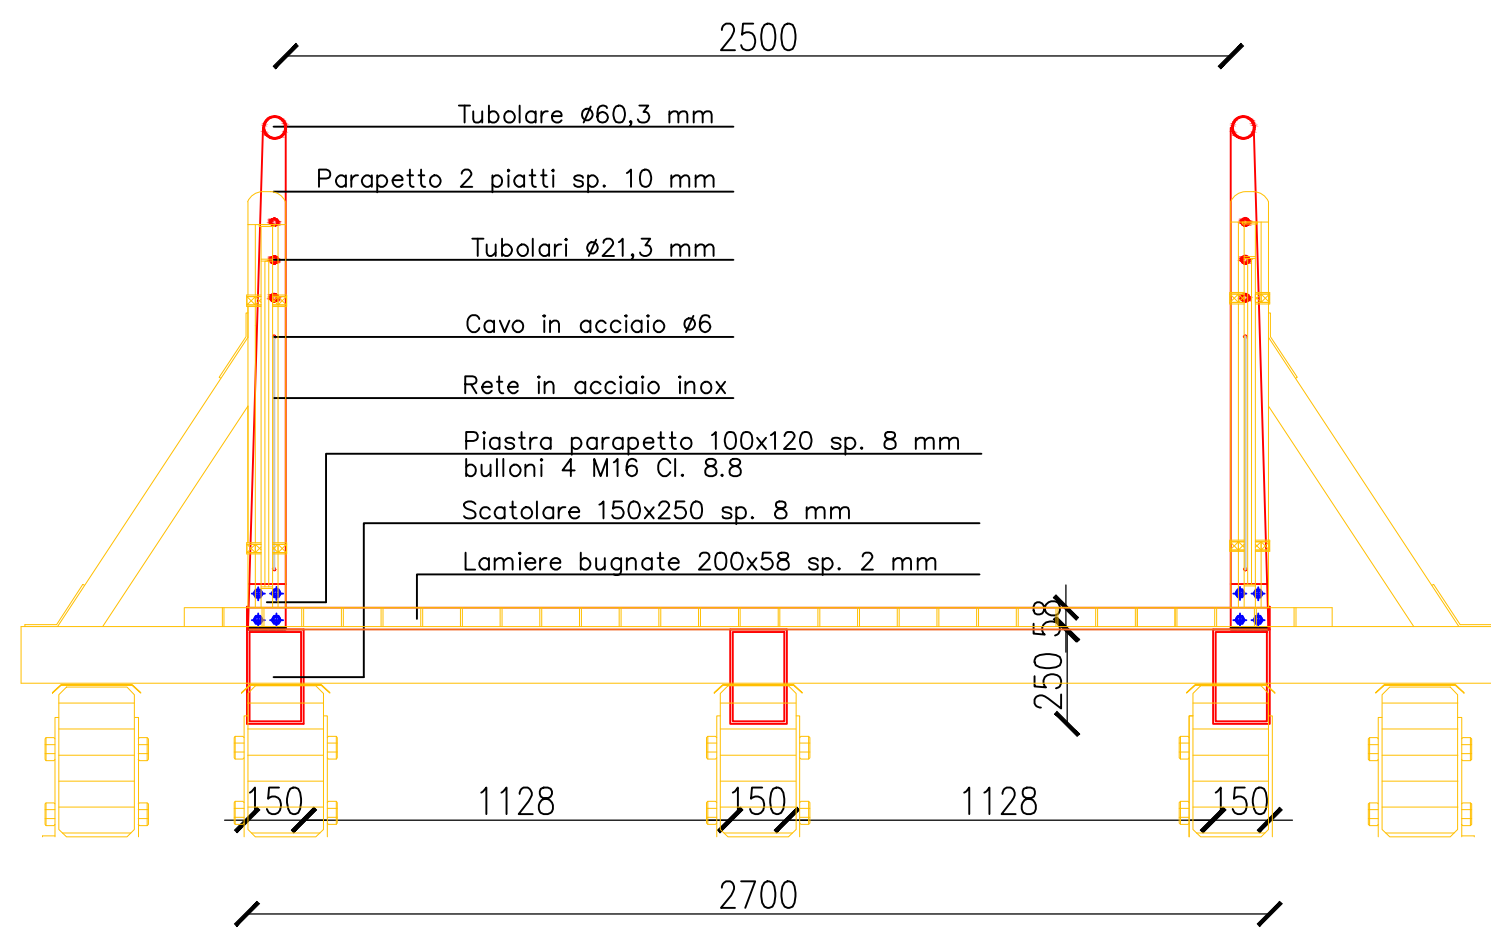 2500
Tubolare ø60,3 mm
Parapetto 2 piatti sp. 10 mm
Tubolari ø21,3 mm
Cavo in acciaio ø6
Rete in acciaio inox
Piastra parapetto 100x120 sp. 8 mm
bulloni 4 M16 Cl. 8.8
Scatolare 150x250 sp. 8 mm
Lamiere bugnate 200x58 sp. 2 mm
58
250
150 1128 150 1128 150
2700